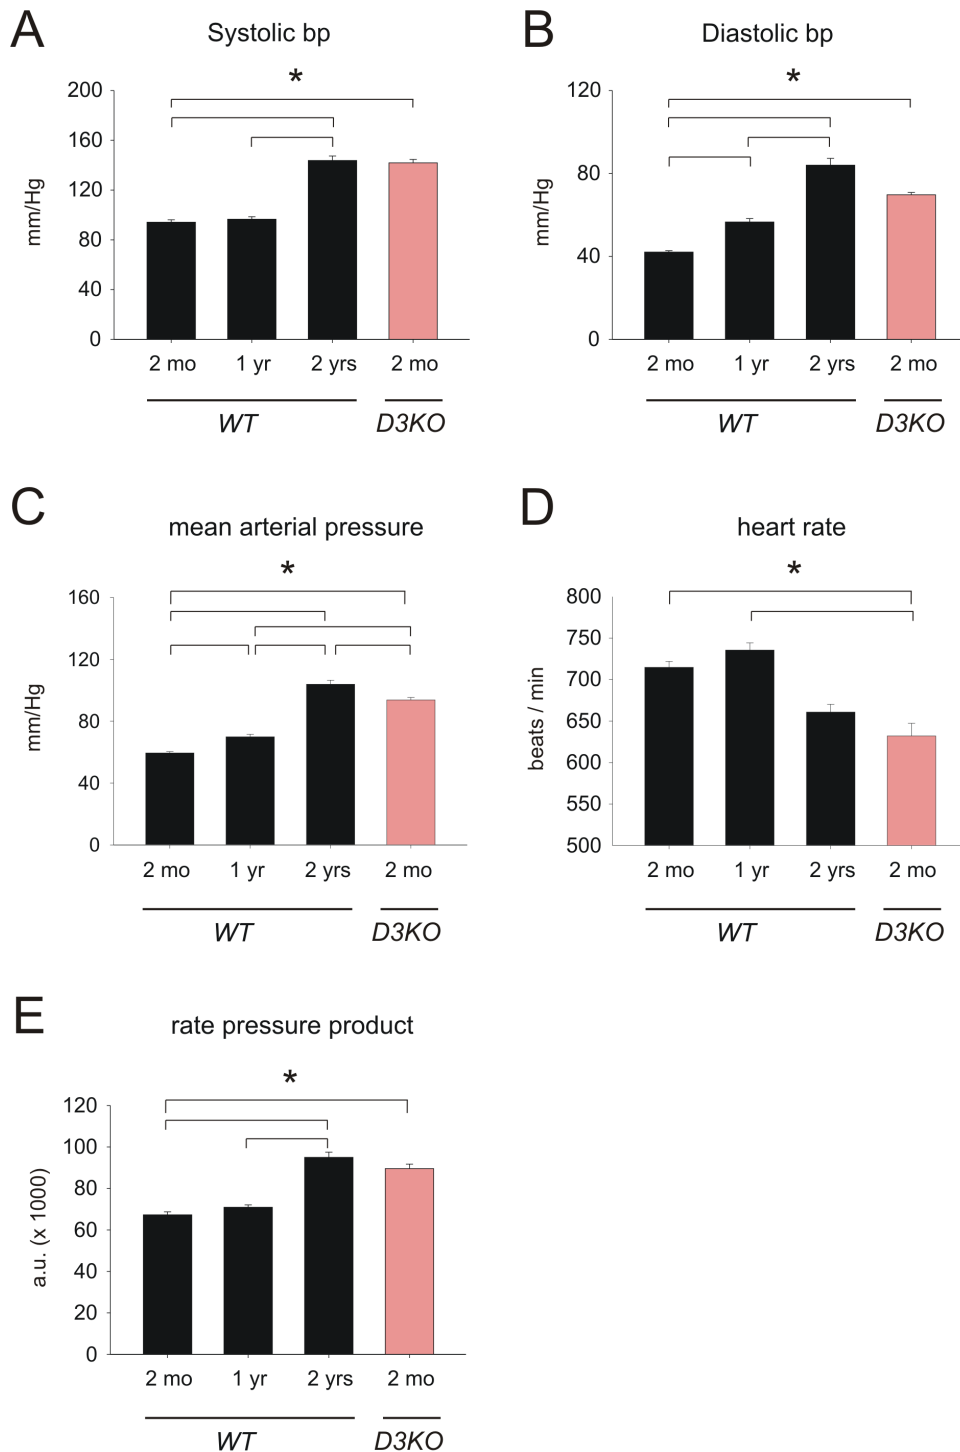 A
Systolic bp
*
200
160
120
80
40
0
mm/Hg
2 mo 1 yr 2 yrs 2 mo
WT D3KO
B
Diastolic bp
*
120
80
40
0
mm/Hg
2 mo 1 yr 2 yrs 2 mo
WT D3KO
C
mean arterial pressure
*
160
120
80
40
0
mm/Hg
2 mo 1 yr 2 yrs 2 mo
WT D3KO
D
heart rate
*
800
750
700
650
600
550
500
beats / min
2 mo 1 yr 2 yrs 2 mo
WT D3KO
E
rate pressure product
*
120
100
80
60
40
20
0
a.u. (x 1000)
2 mo 1 yr 2 yrs 2 mo
WT D3KO